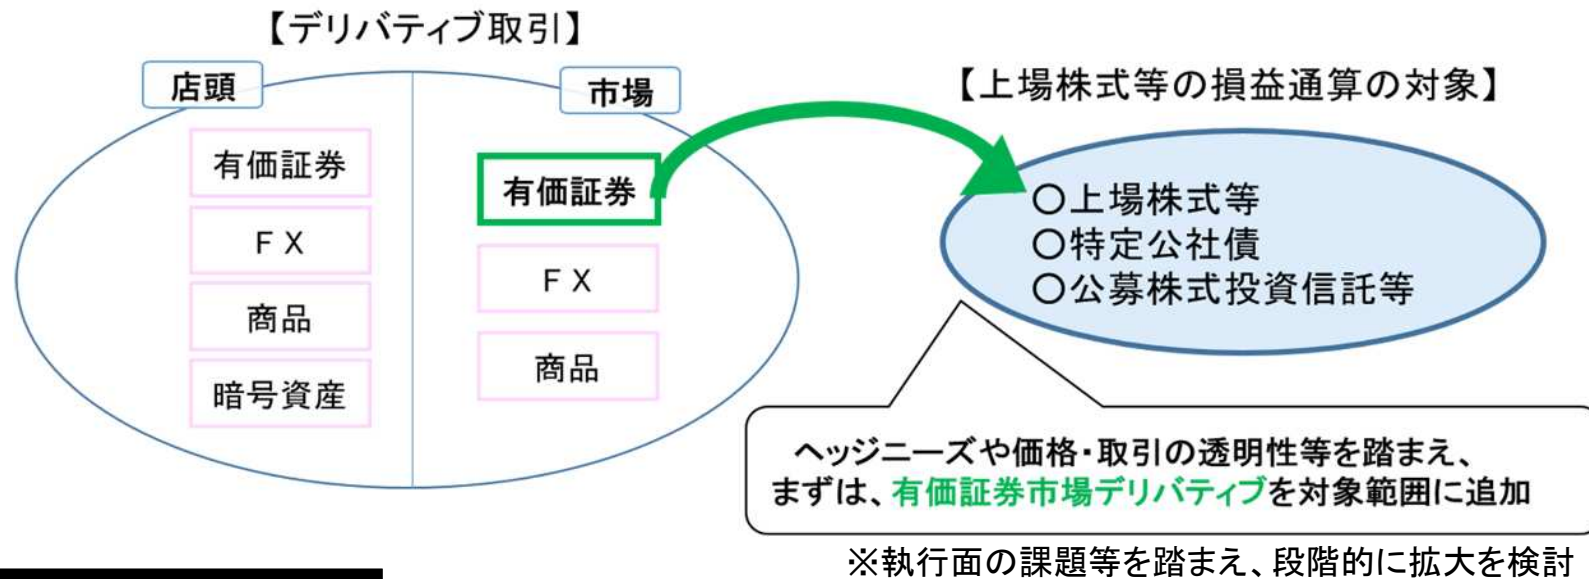 【デリバティブ取引】
店頭
有価証券
ＦＸ
商品
暗号資産
市場
有価証券
ＦＸ
商品
【上場株式等の損益通算の対象】
○上場株式等
○特定公社債
○公募株式投資信託等
ヘッジニーズや価格・取引の透明性等を踏まえ、
まずは、有価証券市場デリバティブを対象範囲に追加
※執行面の課題等を踏まえ、段階的に拡大を検討